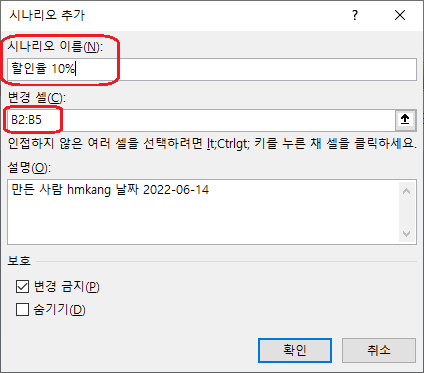 시나리오 추가
? ×
시나리오 이름(N):
할인율 10%
변경 셀(C):
B2:B5
인접하지 않은 여러 셀을 선택하려면 lt;Ctrlgt; 키를 누른 채 셀을 클릭하세요.
설명(O):
만든 사람 hmkang 날짜 2022-06-14
보호
변경 금지(P)
숨기기(D)
확인 취소